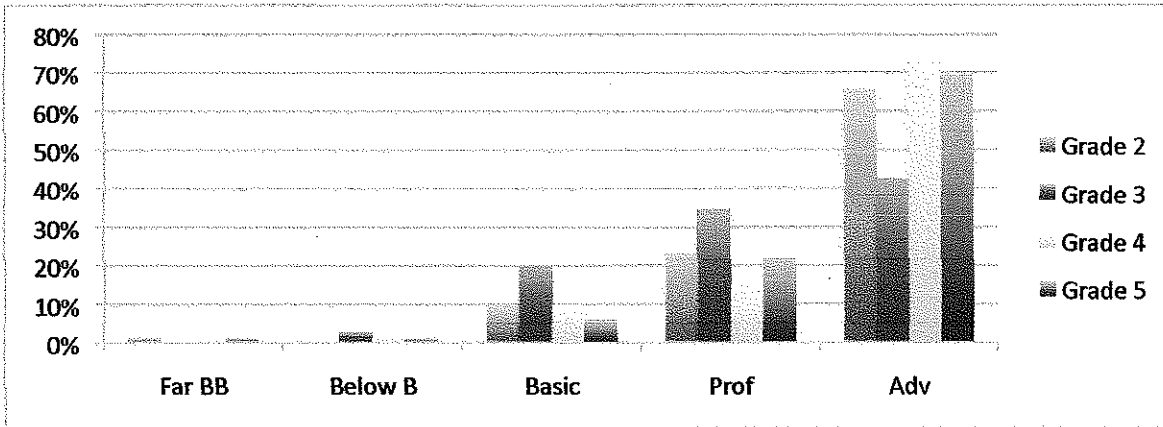 80%
70%
60%
50%
40%
30%
20%
10%
0%
Far BB
Below B
Basic
Prof
Adv
Grade 2
Grade 3
Grade 4
Grade 5